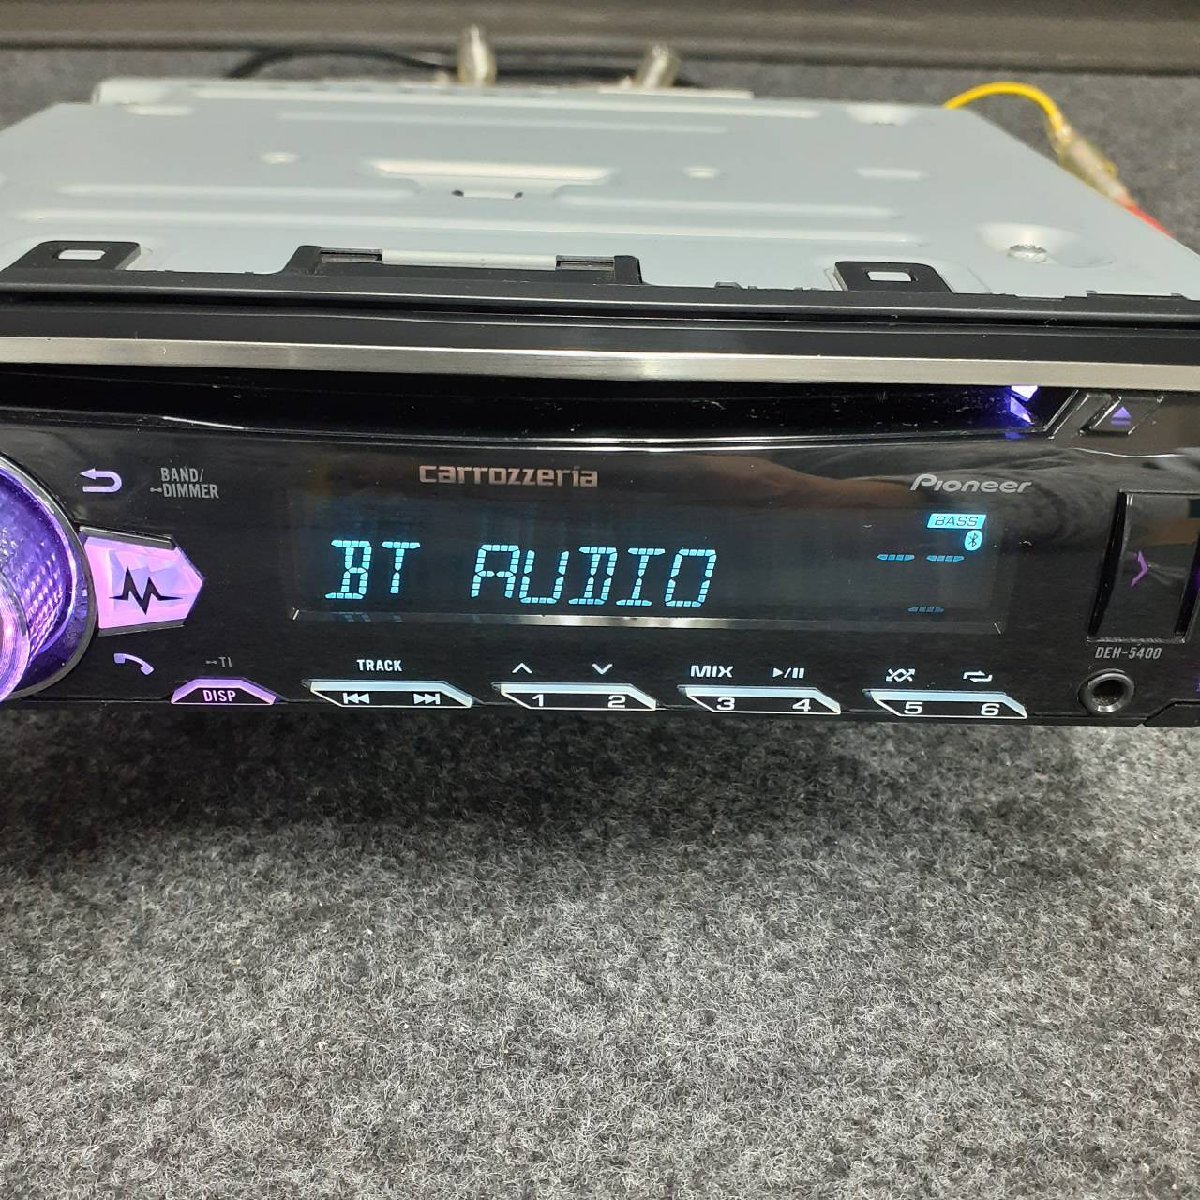 carrozzeria
Pioneer
BAND/
DIMMER
BASS
BT AUDIO
DEH-5400
TI
DISP
TRACK
MIX
1 2
3 4
5 6